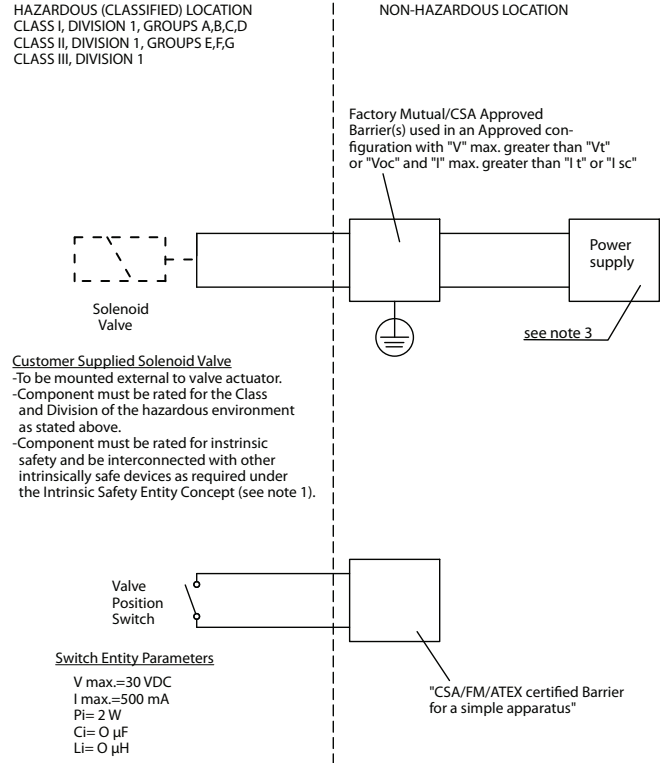 HAZARDOUS (CLASSIFIED) LOCATION
CLASS I, DIVISION 1, GROUPS A,B,C,D
CLASS II, DIVISION 1, GROUPS E,F,G
CLASS III, DIVISION 1
NON-HAZARDOUS LOCATION
Factory Mutual/CSA Approved
Barrier(s) used in an Approved con-
figuration with "V" max. greater than "Vt"
or "Voc" and "I" max. greater than "I t" or "I sc"
Power
supply
see note 3
Solenoid
Valve
Customer Supplied Solenoid Valve
-To be mounted external to valve actuator.
-Component must be rated for the Class
and Division of the hazardous environment
as stated above.
-Component must be rated for instrinsic
safety and be interconnected with other
intrinsically safe devices as required under
the Intrinsic Safety Entity Concept (see note 1).
Valve
Position
Switch
Switch Entity Parameters
V max.=30 VDC
I max.=500 mA
Pi= 2 W
Ci= O µF
Li= O µH
"CSA/FM/ATEX certified Barrier
for a simple apparatus"